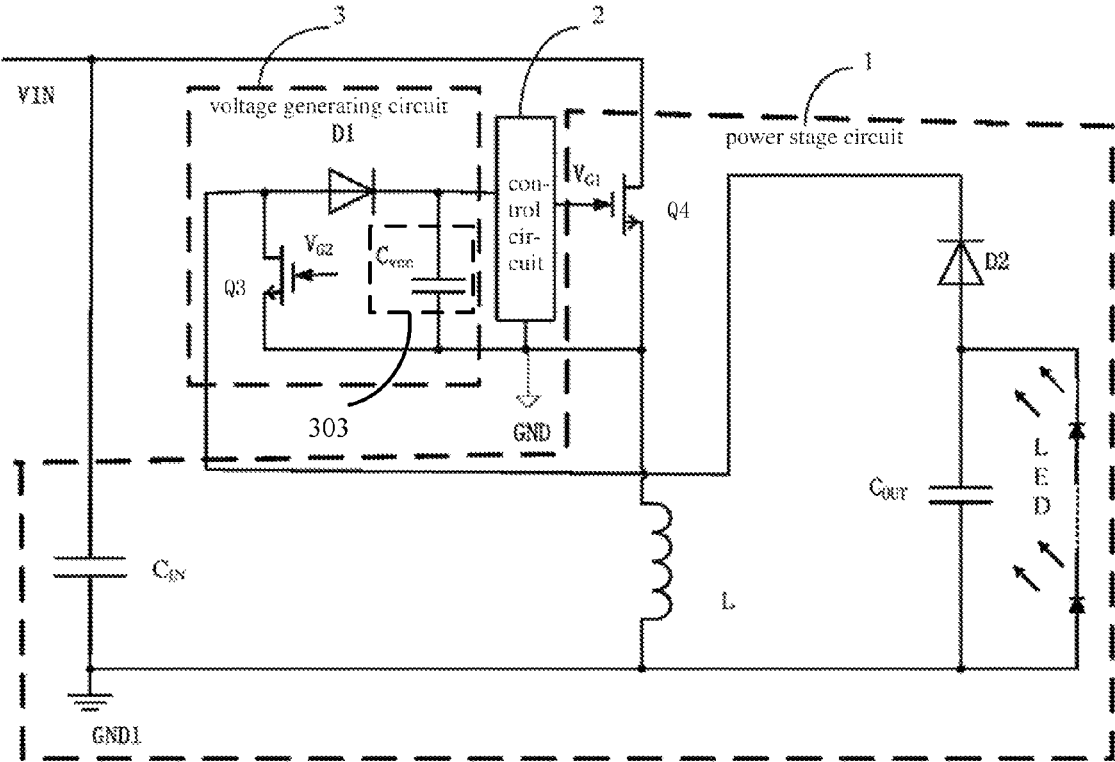 3
2
1
VIN
voltage generating circuit
power stage circuit
D1
con-
trol
cir-
cuit
VG1
Q4
VG2
Q3
Cvcc
D2
303
GND
L
E
D
COUT
CIN
L
GND1